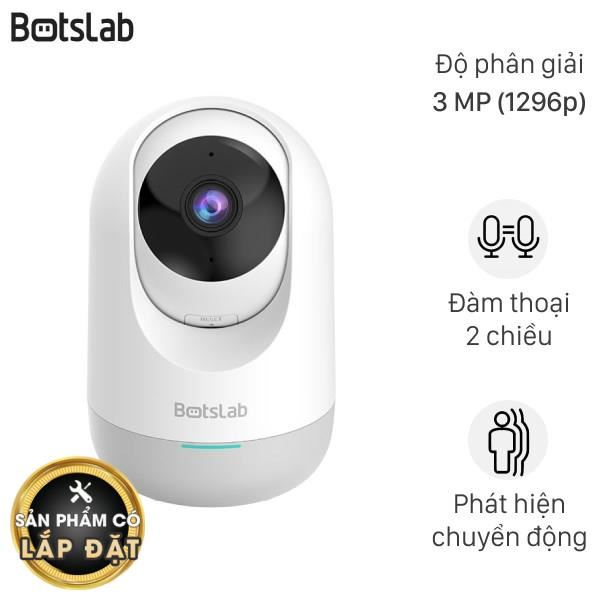 BotsLab
Độ phân giải
3 MP (1296p)
Đàm thoại
2 chiều
Phát hiện
chuyển động
RESET
BotsLab
SẢN PHẨM CÓ
LẮP ĐẶT